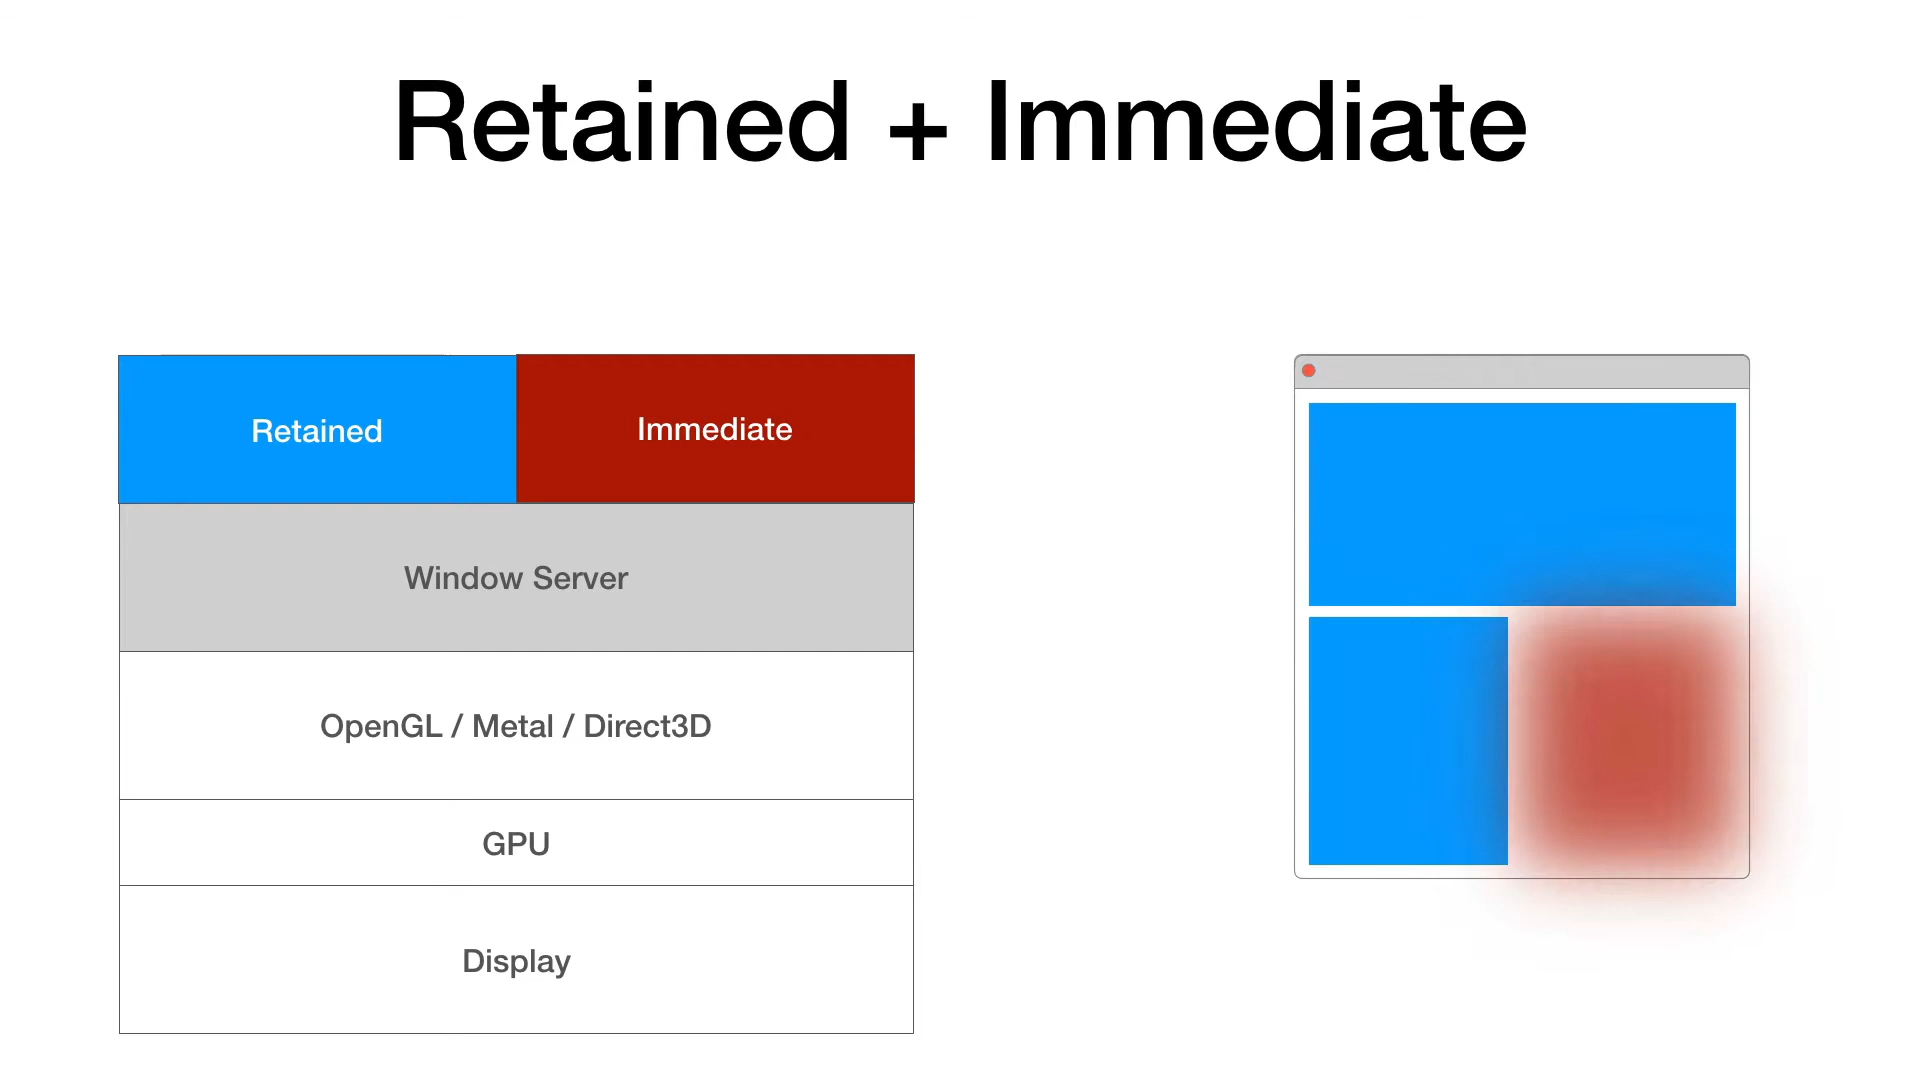 Retained + Immediate
Retained
Immediate
Window Server
OpenGL / Metal / Direct3D
GPU
Display